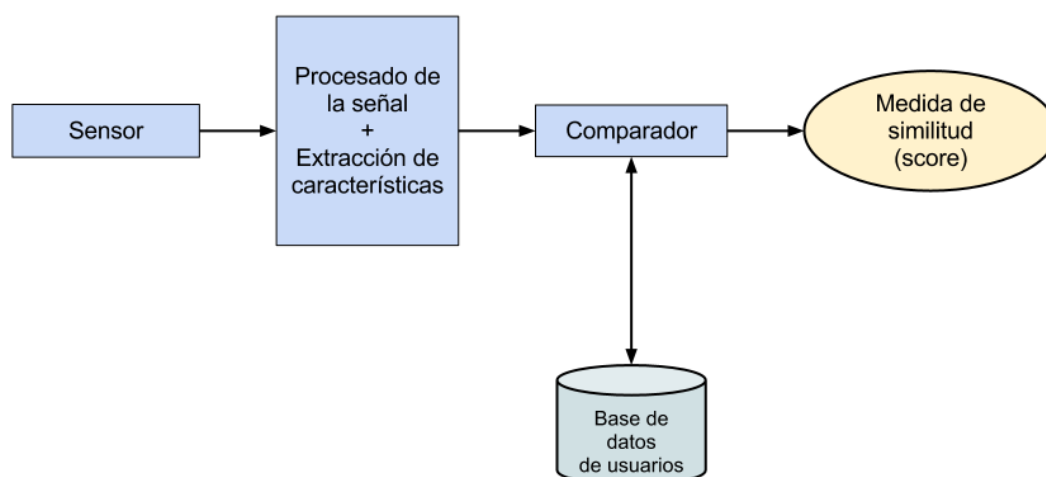 Sensor
Procesado de
la señal
+
Extracción de
características
Comparador
Medida de
similitud
(score)
Base de
datos
de usuarios